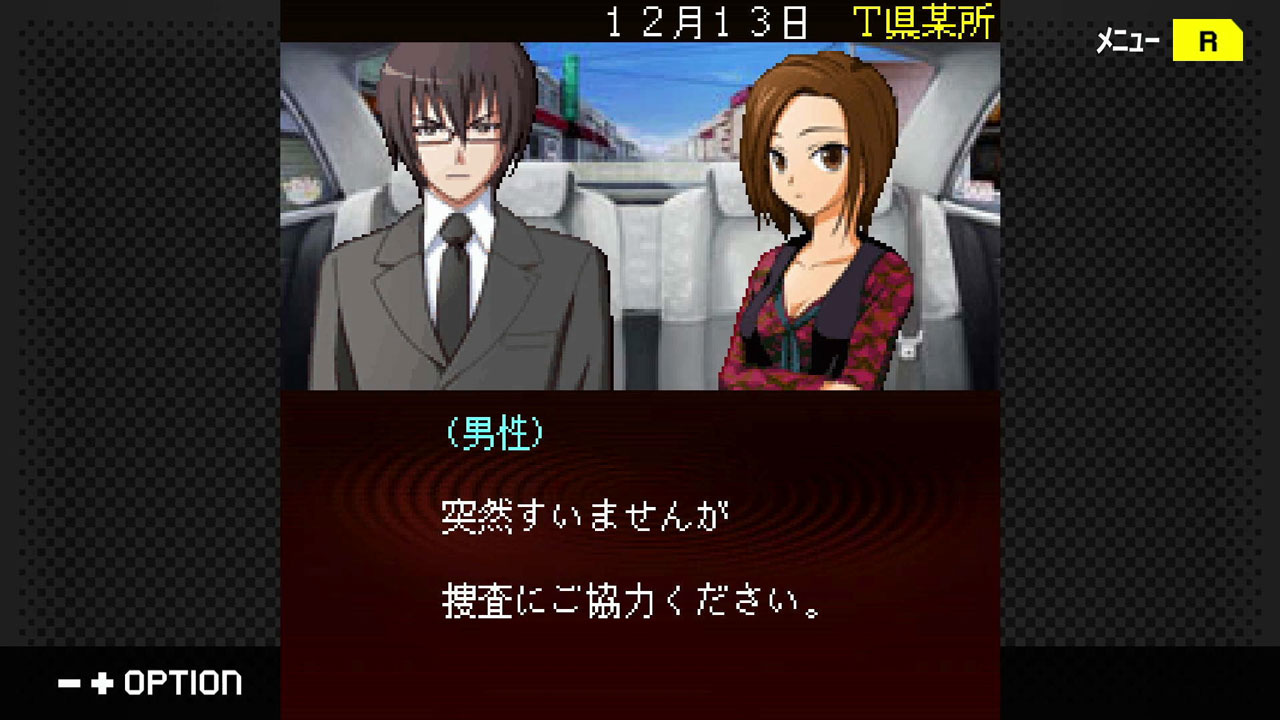 １２月１３日　T県某所
メニュー R
（男性）
突然すいませんが
捜査にご協力ください。
－ ＋ OPTION